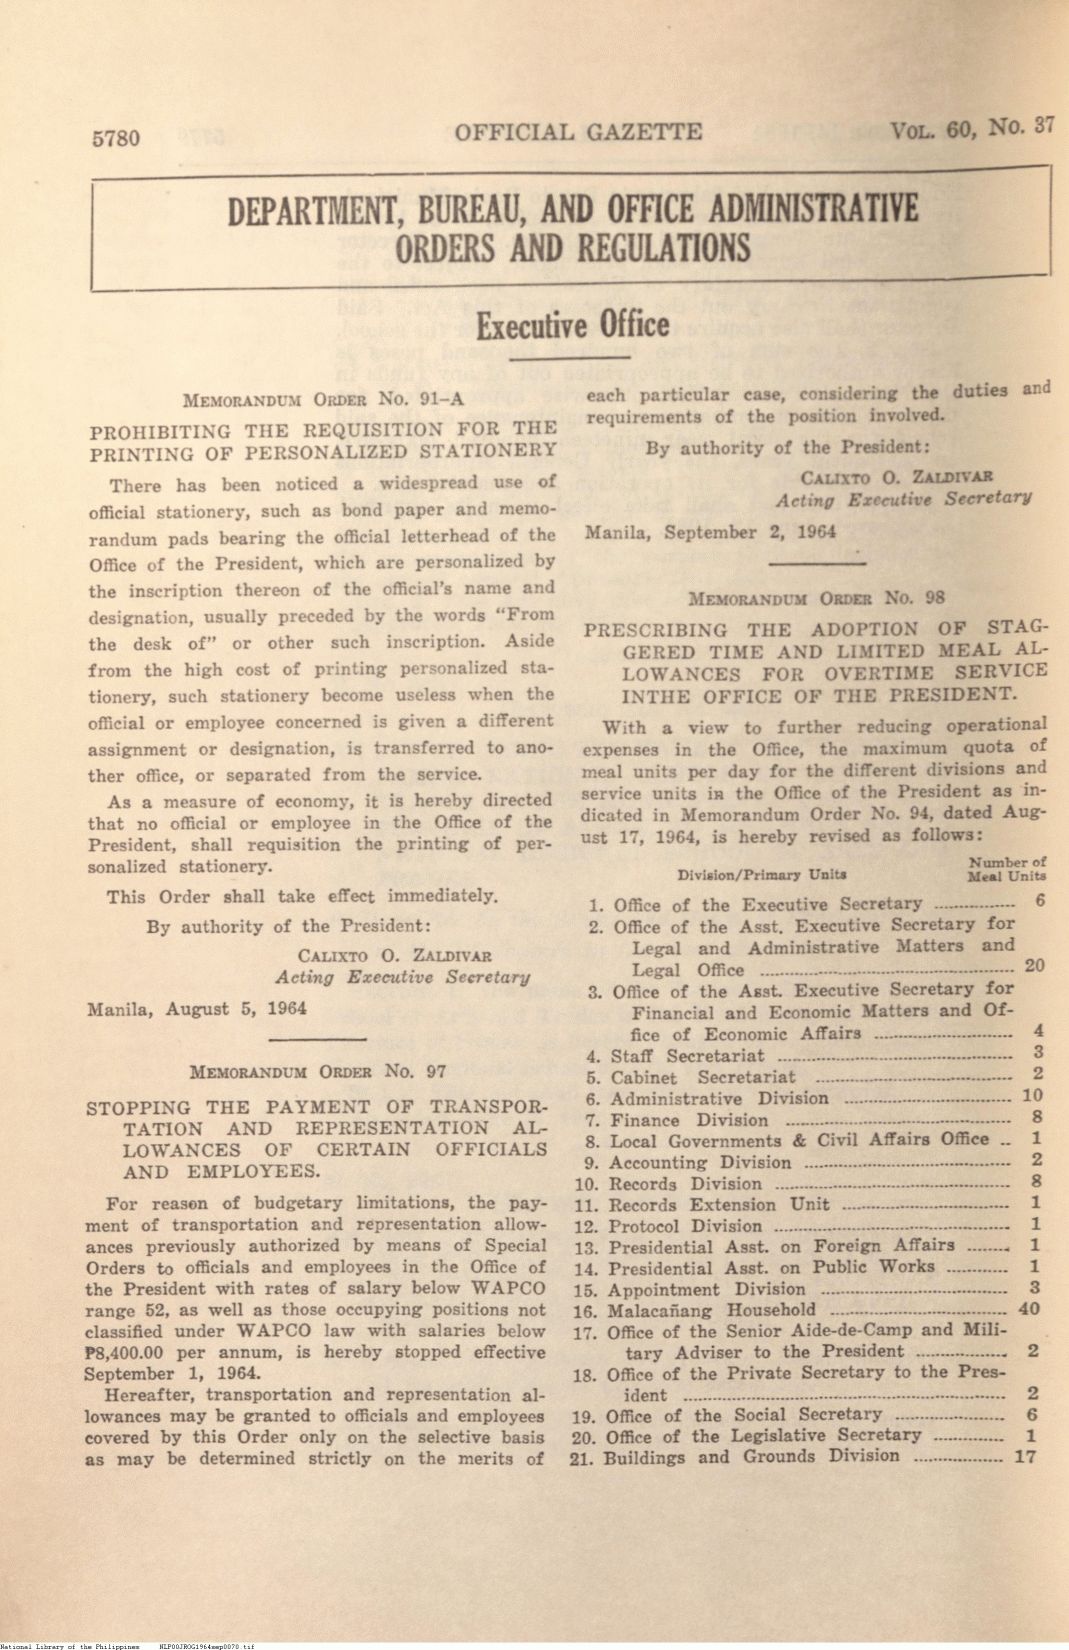 5780
OFFICIAL GAZETTE
VOL. 60, No. 37
DEPARTMENT, BUREAU, AND OFFICE ADMINISTRATIVE
ORDERS AND REGULATIONS
Executive Office
MEMORANDUM ORDER NO. 91-A
PROHIBITING THE REQUISITION FOR THE
PRINTING OF PERSONALIZED STATIONERY
There has been noticed a widespread use of
official stationery, such as bond paper and memo-
randum pads bearing the official letterhead of the
Office of the President, which are personalized by
the inscription thereon of the official's name and
designation, usually preceded by the words "From
the desk of" or other such inscription. Aside
from the high cost of printing personalized sta-
tionery, such stationery become useless when the
official or employee concerned is given a different
assignment or designation, is transferred to ano-
ther office, or separated from the service.
As a measure of economy, it is hereby directed
that no official or employee in the Office of the
President, shall requisition the printing of per-
sonalized stationery.
This Order shall take effect immediately.
By authority of the President:
CALIXTO O. ZALDIVAR
Acting Executive Secretary
Manila, August 5, 1964
MEMORANDUM ORDER NO. 97
STOPPING THE PAYMENT OF TRANSPOR-
TATION AND REPRESENTATION AL-
LOWANCES OF CERTAIN OFFICIALS
AND EMPLOYEES.
For reason of budgetary limitations, the pay-
ment of transportation and representation allow-
ances previously authorized by means of Special
Orders to officials and employees in the Office of
the President with rates of salary below WAPCO
range 52, as well as those occupying positions not
classified under WAPCO law with salaries below
₱8,400.00 per annum, is hereby stopped effective
September 1, 1964.
Hereafter, transportation and representation al-
lowances may be granted to officials and employees
covered by this Order only on the selective basis
as may be determined strictly on the merits of
each particular case, considering the duties and
requirements of the position involved.
By authority of the President:
CALIXTO O. ZALDIVAR
Acting Executive Secretary
Manila, September 2, 1964
MEMORANDUM ORDER NO. 98
PRESCRIBING THE ADOPTION OF STAG-
GERED TIME AND LIMITED MEAL AL-
LOWANCES FOR OVERTIME SERVICE
INTHE OFFICE OF THE PRESIDENT.
With a view to further reducing operational
expenses in the Office, the maximum quota of
meal units per day for the different divisions and
service units in the Office of the President as in-
dicated in Memorandum Order No. 94, dated Aug-
ust 17, 1964, is hereby revised as follows:
Number of
Division/Primary Units Meal Units
1. Office of the Executive Secretary ................ 6
2. Office of the Asst. Executive Secretary for
Legal and Administrative Matters and
Legal Office ................ 20
3. Office of the Asst. Executive Secretary for
Financial and Economic Matters and Of-
fice of Economic Affairs ................ 4
4. Staff Secretariat ................ 3
5. Cabinet Secretariat ................ 2
6. Administrative Division ................ 10
7. Finance Division ................ 8
8. Local Governments & Civil Affairs Office .. 1
9. Accounting Division ................ 2
10. Records Division ................ 8
11. Records Extension Unit ................ 1
12. Protocol Division ................ 1
13. Presidential Asst. on Foreign Affairs ........ 1
14. Presidential Asst. on Public Works ............ 1
15. Appointment Division ................ 3
16. Malacañang Household ................ 40
17. Office of the Senior Aide-de-Camp and Mili-
tary Adviser to the President ................ 2
18. Office of the Private Secretary to the Pres-
ident ................ 2
19. Office of the Social Secretary ................ 6
20. Office of the Legislative Secretary .............. 1
21. Buildings and Grounds Division ................ 17
National Library of the Philippines NLP00JROG1964sep0070.tif